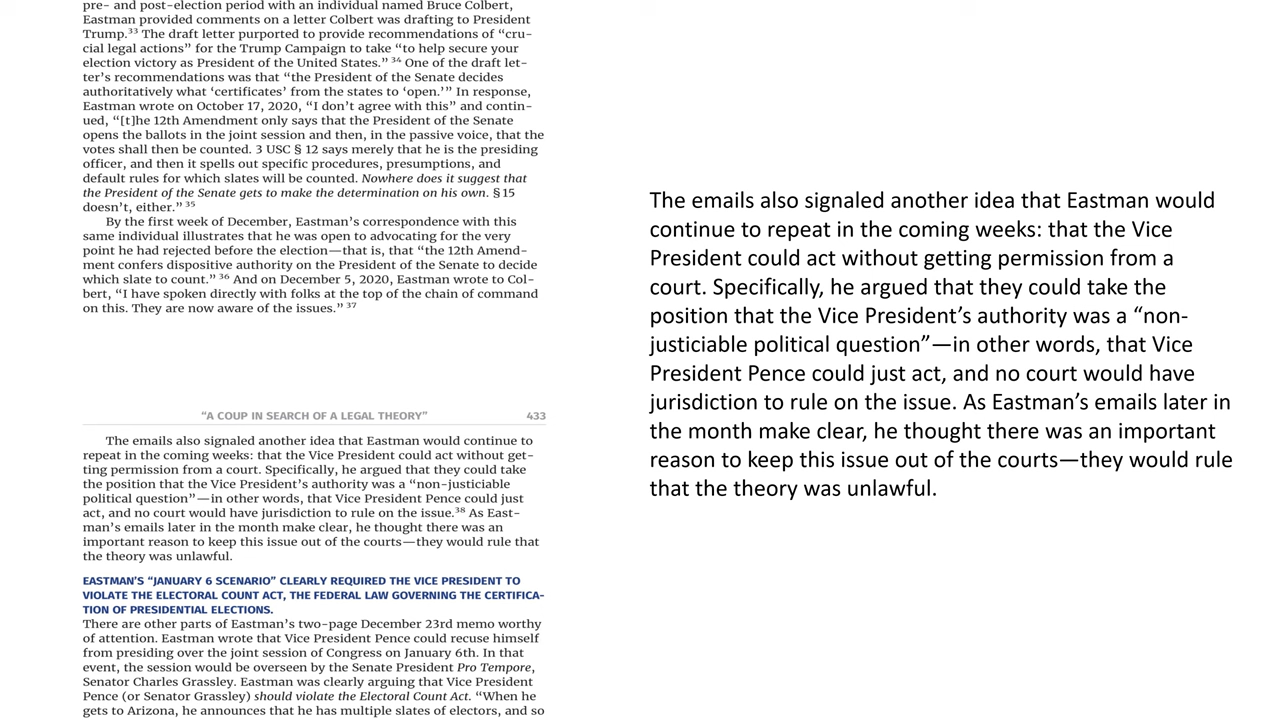 pre- and post-election period with an individual named Bruce Colbert,
Eastman provided comments on a letter Colbert was drafting to President
Trump.³³ The draft letter purported to provide recommendations of “cru-
cial legal actions” for the Trump Campaign to take “to help secure your
election victory as President of the United States.” ³⁴ One of the draft let-
ter’s recommendations was that “the President of the Senate decides
authoritatively what ‘certificates’ from the states to ‘open.’” In response,
Eastman wrote on October 17, 2020, “I don’t agree with this” and contin-
ued, “[t]he 12th Amendment only says that the President of the Senate
opens the ballots in the joint session and then, in the passive voice, that the
votes shall then be counted. 3 USC § 12 says merely that he is the presiding
officer, and then it spells out specific procedures, presumptions, and
default rules for which slates will be counted. Nowhere does it suggest that
the President of the Senate gets to make the determination on his own. § 15
doesn’t, either.” ³⁵
By the first week of December, Eastman’s correspondence with this
same individual illustrates that he was open to advocating for the very
point he had rejected before the election—that is, that “the 12th Amend-
ment confers dispositive authority on the President of the Senate to decide
which slate to count.” ³⁶ And on December 5, 2020, Eastman wrote to Col-
bert, “I have spoken directly with folks at the top of the chain of command
on this. They are now aware of the issues.” ³⁷
“A COUP IN SEARCH OF A LEGAL THEORY” 433
The emails also signaled another idea that Eastman would continue to
repeat in the coming weeks: that the Vice President could act without get-
ting permission from a court. Specifically, he argued that they could take
the position that the Vice President’s authority was a “non-justiciable
political question”—in other words, that Vice President Pence could just
act, and no court would have jurisdiction to rule on the issue.³⁸ As East-
man’s emails later in the month make clear, he thought there was an
important reason to keep this issue out of the courts—they would rule that
the theory was unlawful.
EASTMAN’S “JANUARY 6 SCENARIO” CLEARLY REQUIRED THE VICE PRESIDENT TO
VIOLATE THE ELECTORAL COUNT ACT, THE FEDERAL LAW GOVERNING THE CERTIFICA-
TION OF PRESIDENTIAL ELECTIONS.
There are other parts of Eastman’s two-page December 23rd memo worthy
of attention. Eastman wrote that Vice President Pence could recuse himself
from presiding over the joint session of Congress on January 6th. In that
event, the session would be overseen by the Senate President Pro Tempore,
Senator Charles Grassley. Eastman was clearly arguing that Vice President
Pence (or Senator Grassley) should violate the Electoral Count Act. “When he
gets to Arizona, he announces that he has multiple slates of electors, and so
The emails also signaled another idea that Eastman would
continue to repeat in the coming weeks: that the Vice
President could act without getting permission from a
court. Specifically, he argued that they could take the
position that the Vice President’s authority was a “non-
justiciable political question”—in other words, that Vice
President Pence could just act, and no court would have
jurisdiction to rule on the issue. As Eastman’s emails later in
the month make clear, he thought there was an important
reason to keep this issue out of the courts—they would rule
that the theory was unlawful.